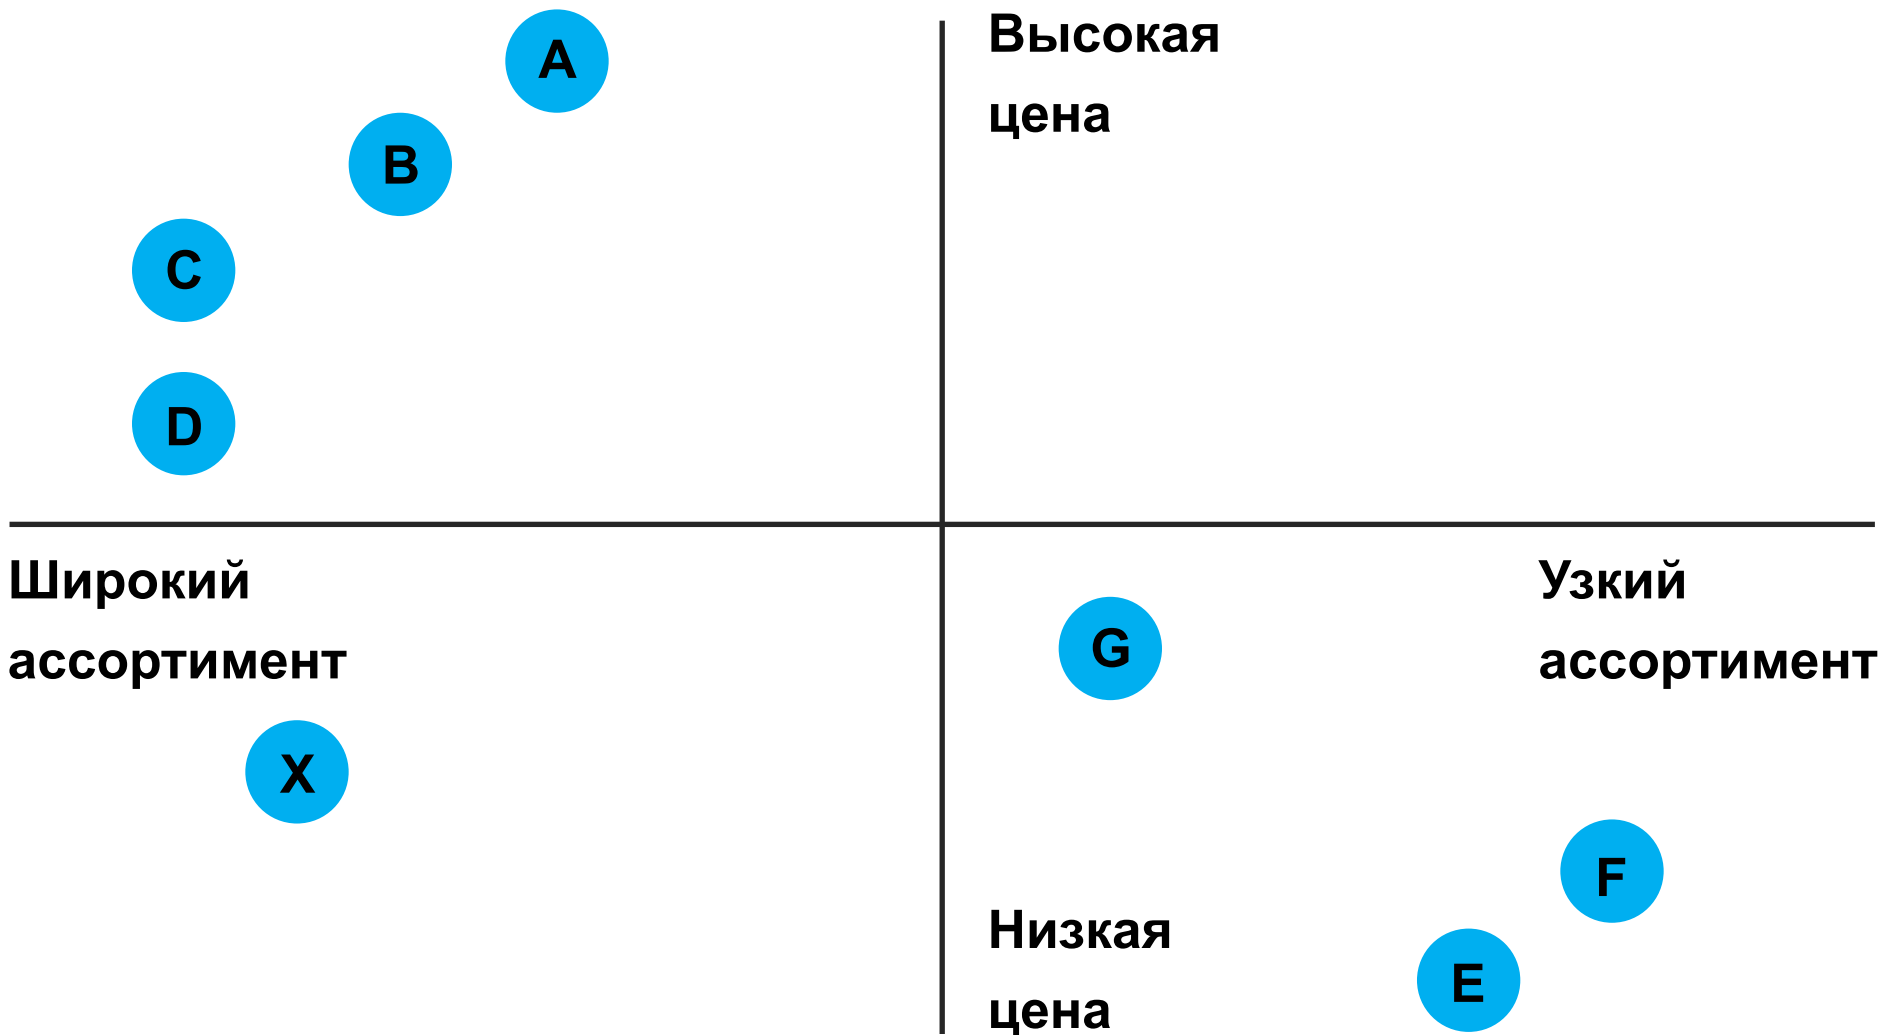 A
Высокая
цена
B
C
D
Широкий
ассортимент
Узкий
ассортимент
G
X
F
Низкая
цена
E